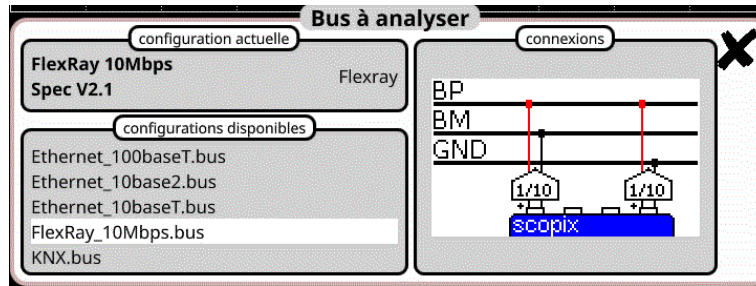 Bus à analyser
configuration actuelle
FlexRay 10Mbps
Spec V2.1
Flexray
configurations disponibles
Ethernet_100baseT.bus
Ethernet_10base2.bus
Ethernet_10baseT.bus
FlexRay_10Mbps.bus
KNX.bus
connexions
BP
BM
GND
1/10 1/10
scopix